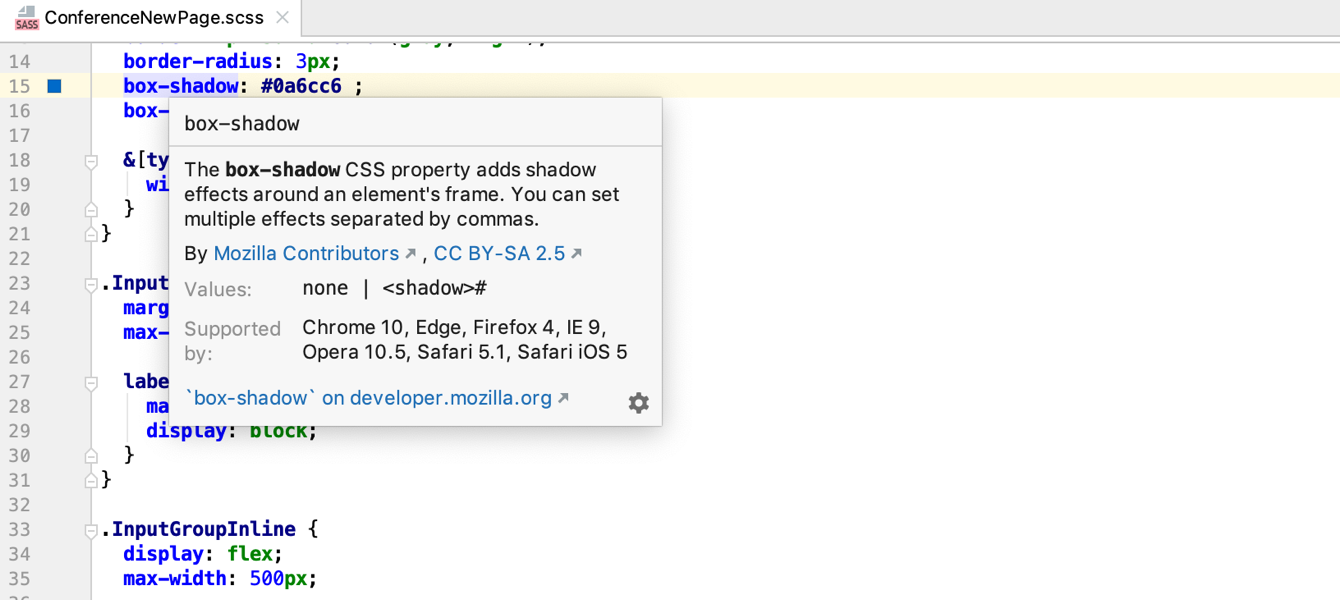 SASS ConferenceNewPage.scss
14 border-radius: 3px;
15 box-shadow: #0a6cc6 ;
16 box-
17
18 &[ty
19 wi
20 }
21 }
22
23 .Input
24 marg
25 max-
26
27 labe
28 ma
29 display: block;
30 }
31 }
32
33 .InputGroupInline {
34 display: flex;
35 max-width: 500px;
box-shadow
The box-shadow CSS property adds shadow
effects around an element's frame. You can set
multiple effects separated by commas.
By Mozilla Contributors , CC BY-SA 2.5
Values: none | <shadow>#
Supported by: Chrome 10, Edge, Firefox 4, IE 9,
Opera 10.5, Safari 5.1, Safari iOS 5
`box-shadow` on developer.mozilla.org